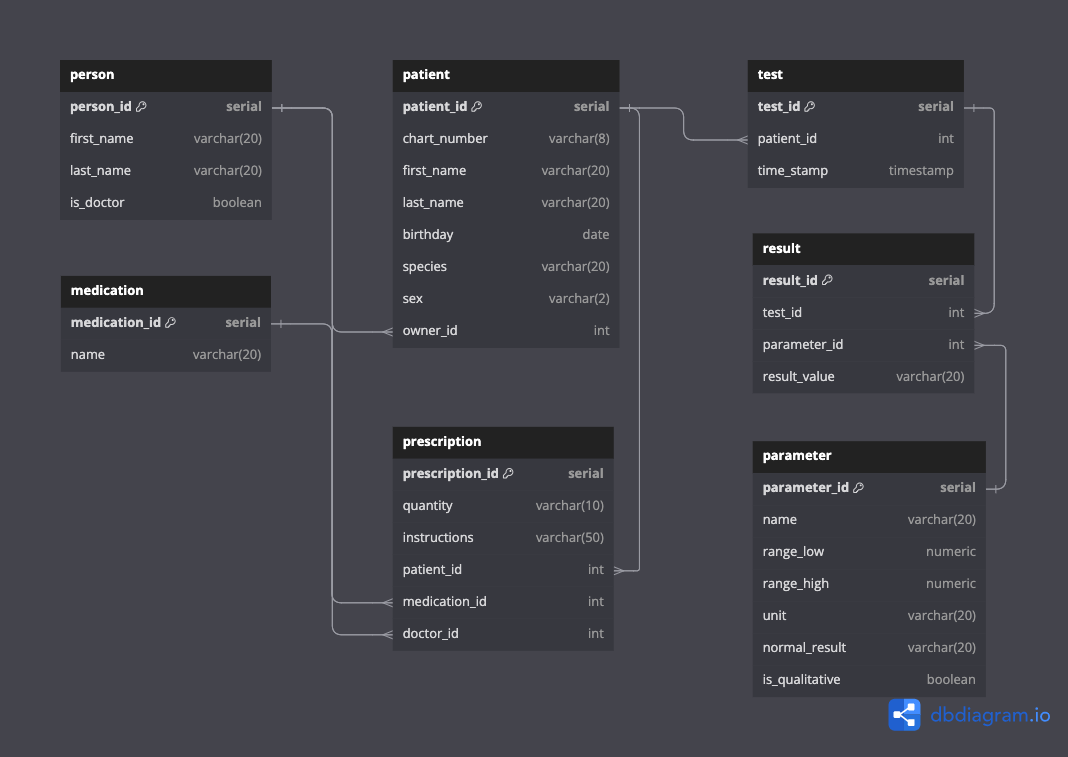 person
person_id serial
first_name varchar(20)
last_name varchar(20)
is_doctor boolean
medication
medication_id serial
name varchar(20)
patient
patient_id serial
chart_number varchar(8)
first_name varchar(20)
last_name varchar(20)
birthday date
species varchar(20)
sex varchar(2)
owner_id int
prescription
prescription_id serial
quantity varchar(10)
instructions varchar(50)
patient_id int
medication_id int
doctor_id int
test
test_id serial
patient_id int
time_stamp timestamp
result
result_id serial
test_id int
parameter_id int
result_value varchar(20)
parameter
parameter_id serial
name varchar(20)
range_low numeric
range_high numeric
unit varchar(20)
normal_result varchar(20)
is_qualitative boolean
dbdiagram.io